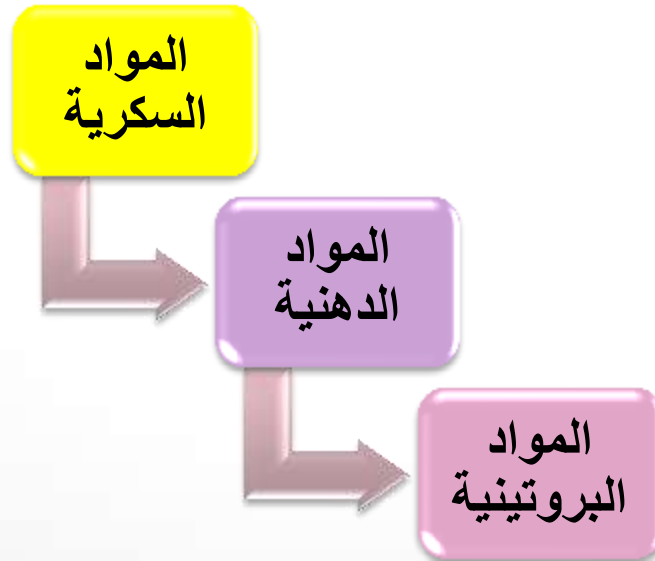 المواد
السكرية
المواد
الدهنية
المواد
البروتينية